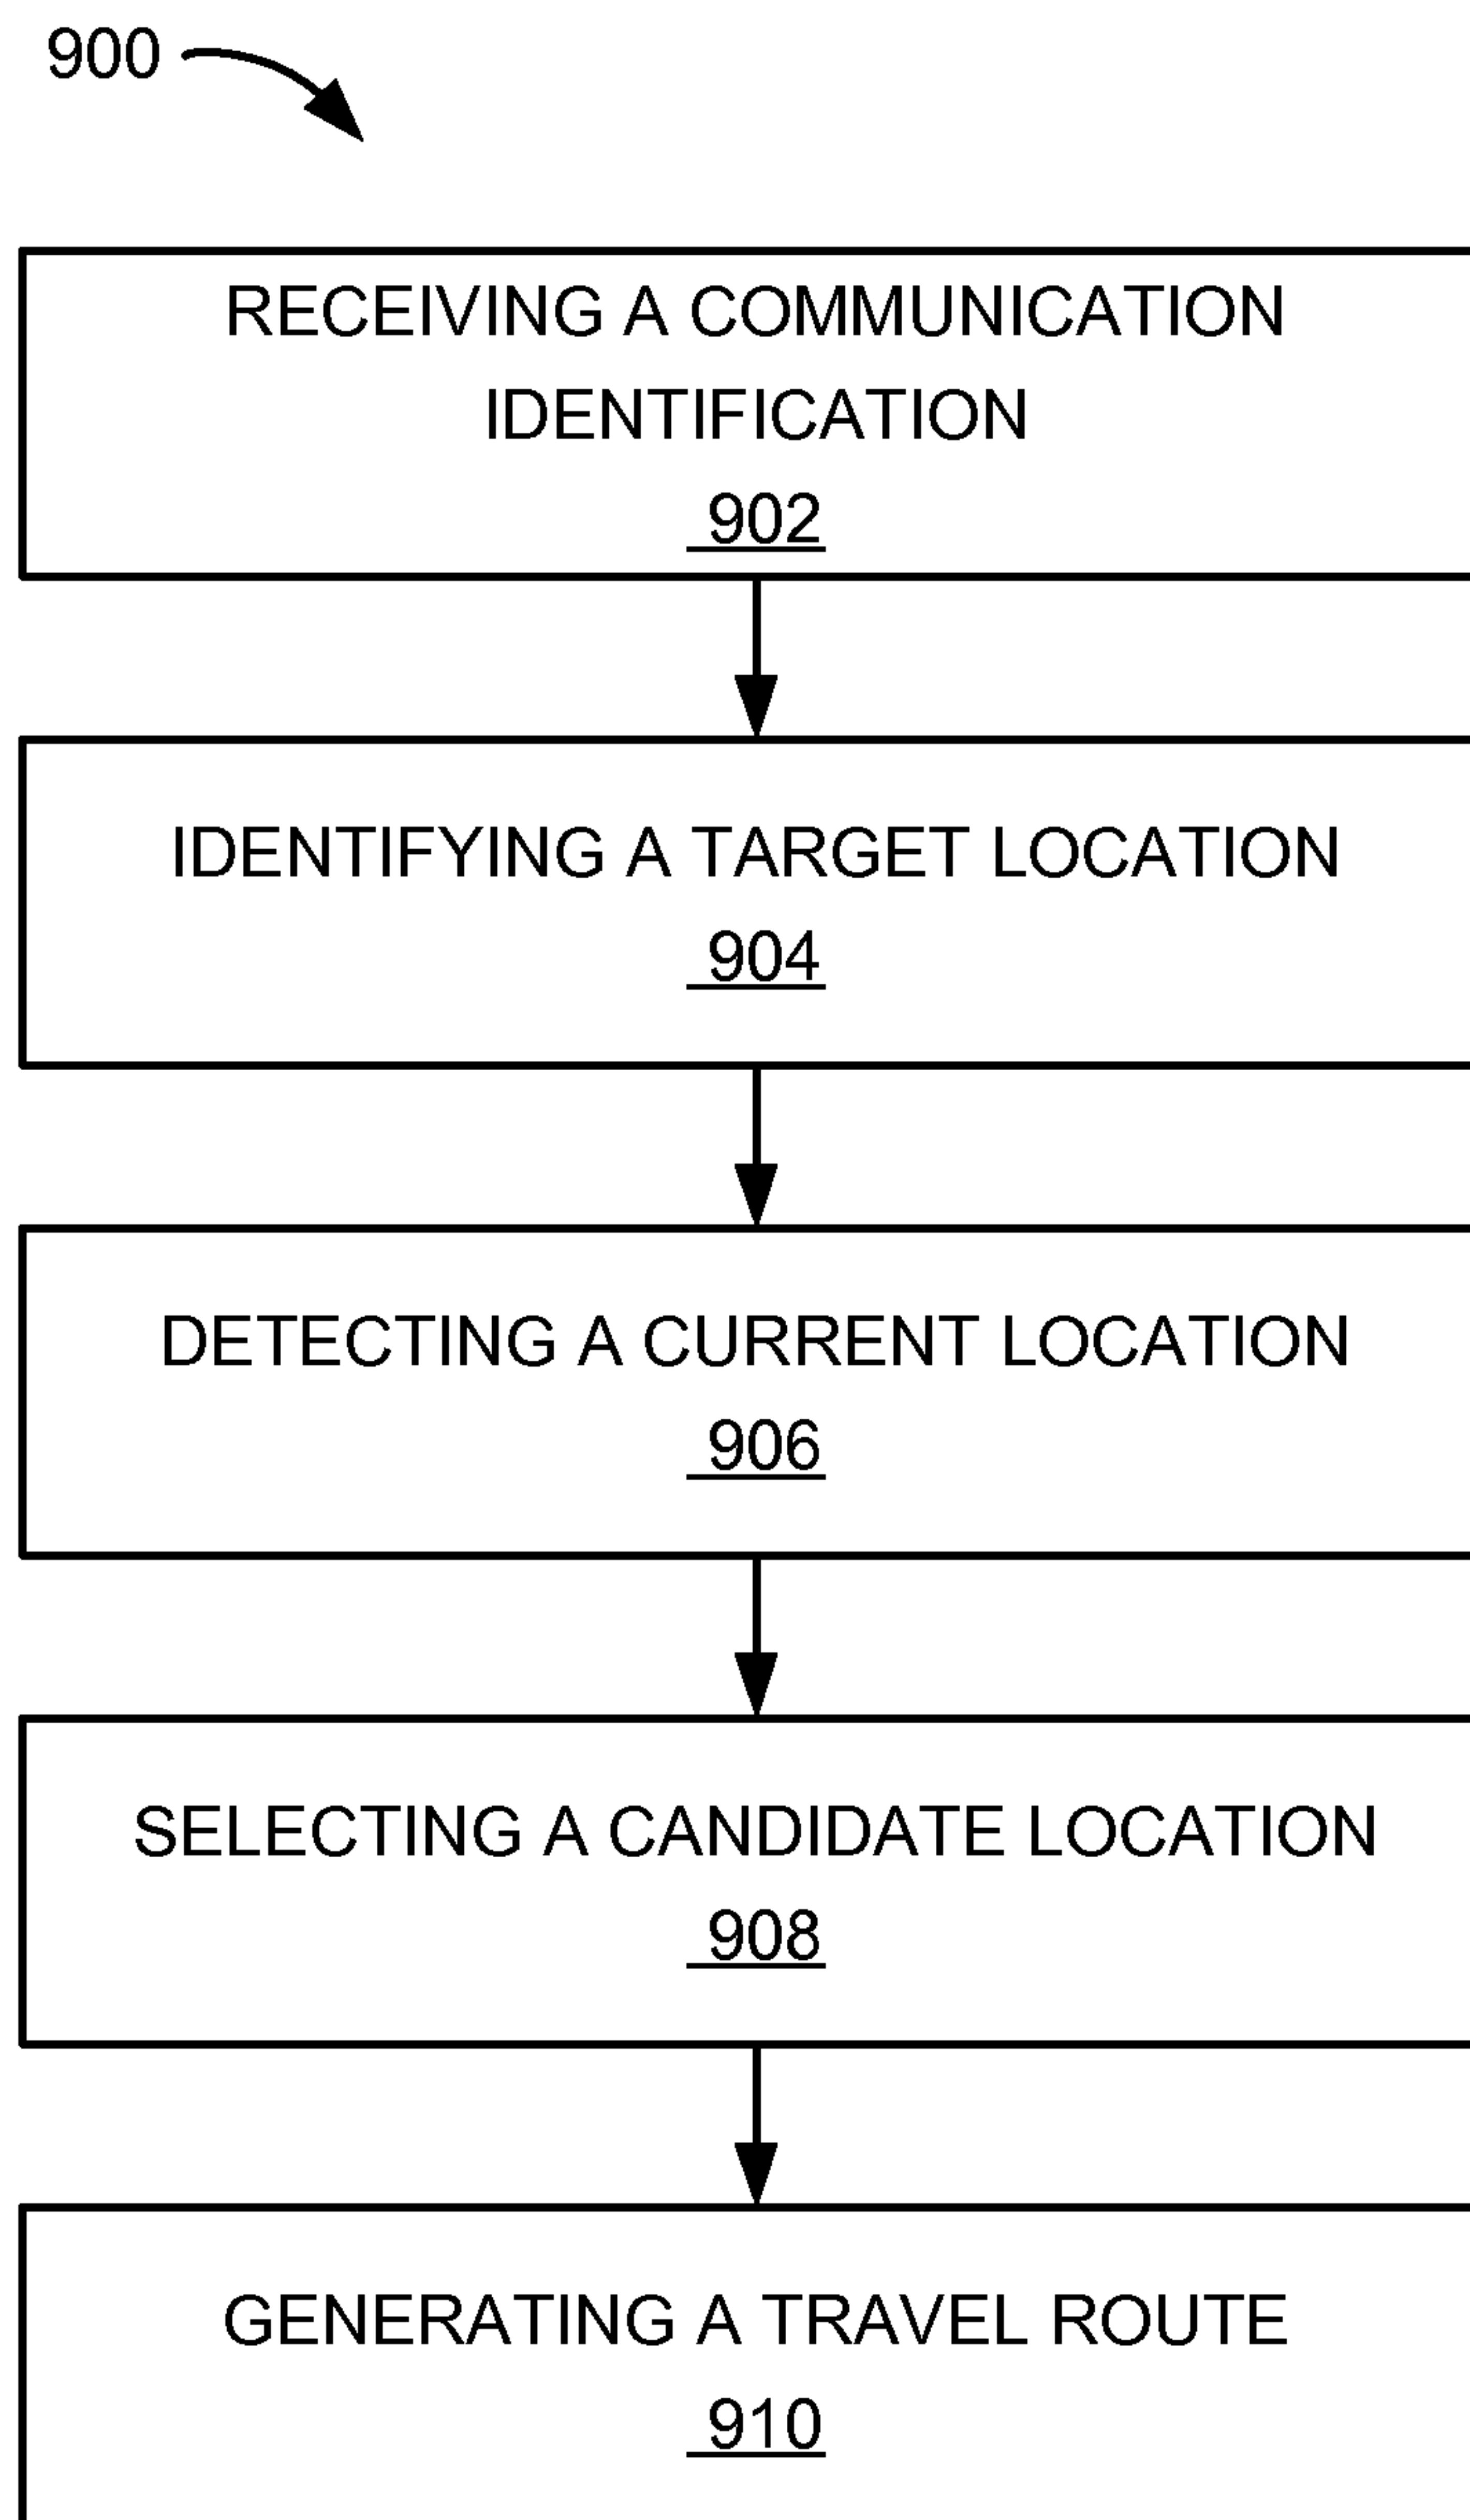 900
RECEIVING A COMMUNICATION
IDENTIFICATION
902
IDENTIFYING A TARGET LOCATION
904
DETECTING A CURRENT LOCATION
906
SELECTING A CANDIDATE LOCATION
908
GENERATING A TRAVEL ROUTE
910